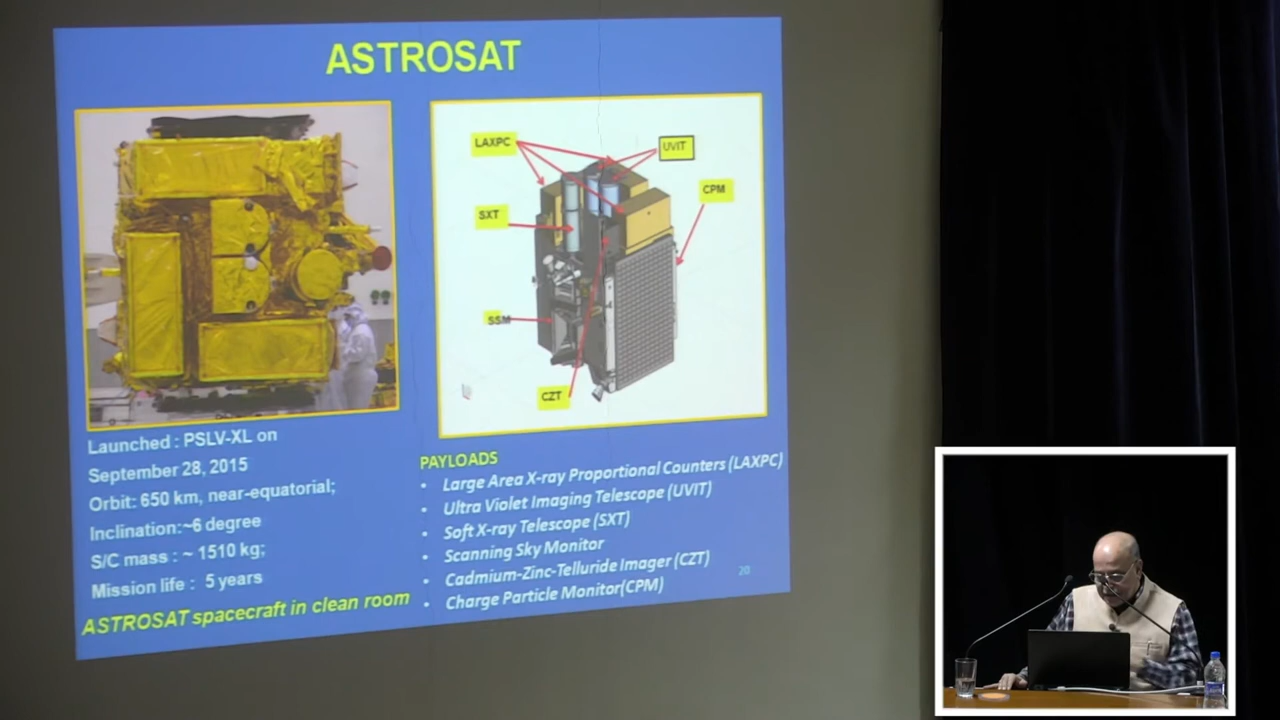 ASTROSAT
LAXPC
UVIT
CPM
SXT
SSM
CZT
Launched : PSLV-XL on
September 28, 2015
Orbit: 650 km, near-equatorial;
Inclination:~6 degree
S/C mass : ~ 1510 kg;
Mission life : 5 years
ASTROSAT spacecraft in clean room
PAYLOADS
• Large Area X-ray Proportional Counters (LAXPC)
• Ultra Violet Imaging Telescope (UVIT)
• Soft X-ray Telescope (SXT)
• Scanning Sky Monitor
• Cadmium-Zinc-Telluride Imager (CZT)
• Charge Particle Monitor(CPM)
20